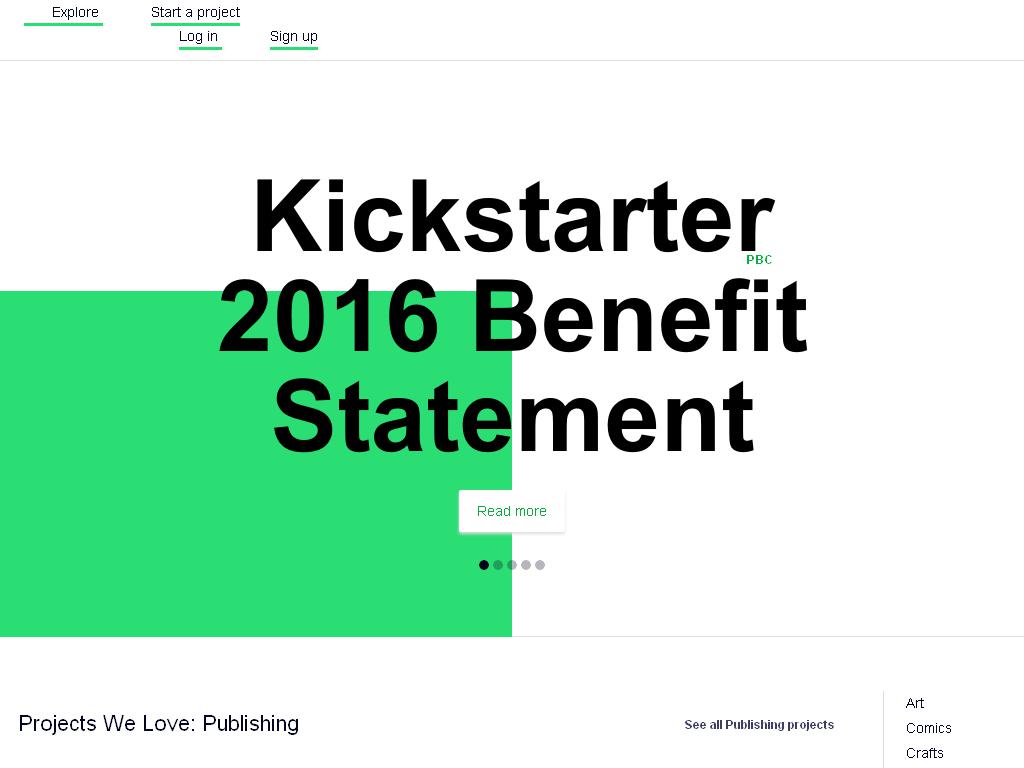 Explore
Start a project
Log in
Sign up
Kickstarter
PBC
2016 Benefit
Statement
Read more
Projects We Love: Publishing
See all Publishing projects
Art
Comics
Crafts